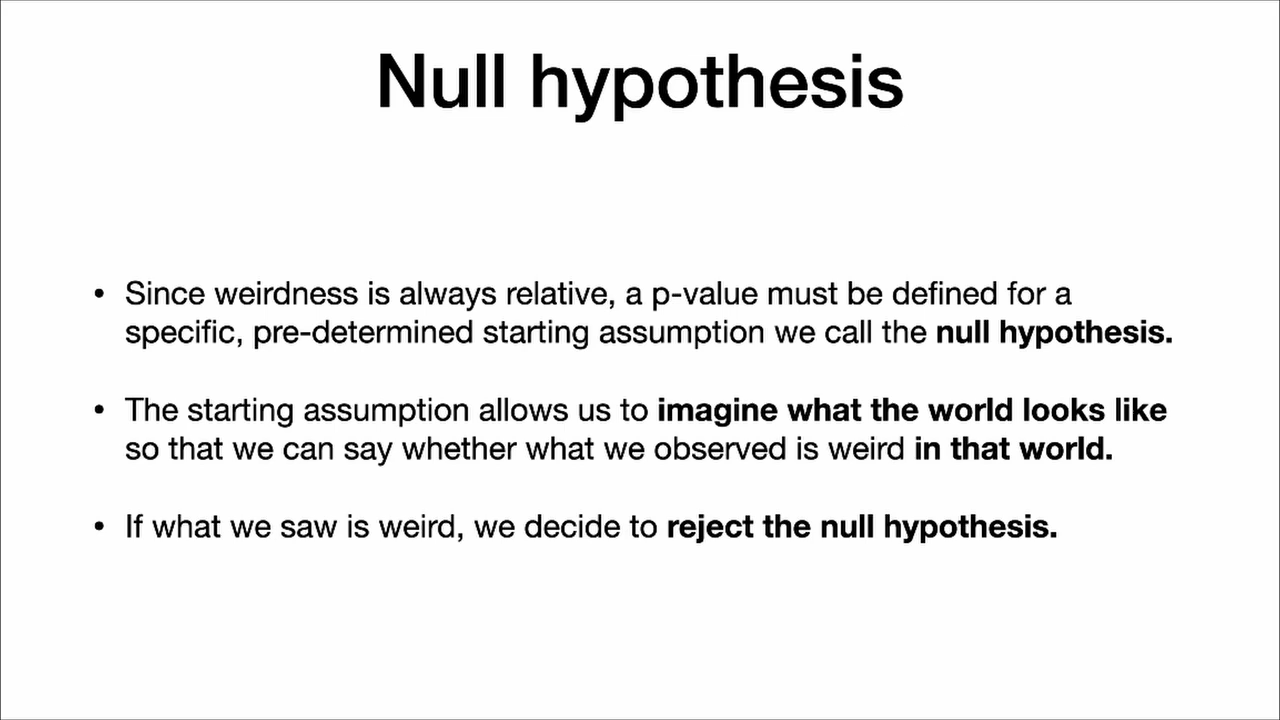 Null hypothesis
• Since weirdness is always relative, a p-value must be defined for a
specific, pre-determined starting assumption we call the null hypothesis.
• The starting assumption allows us to imagine what the world looks like
so that we can say whether what we observed is weird in that world.
• If what we saw is weird, we decide to reject the null hypothesis.